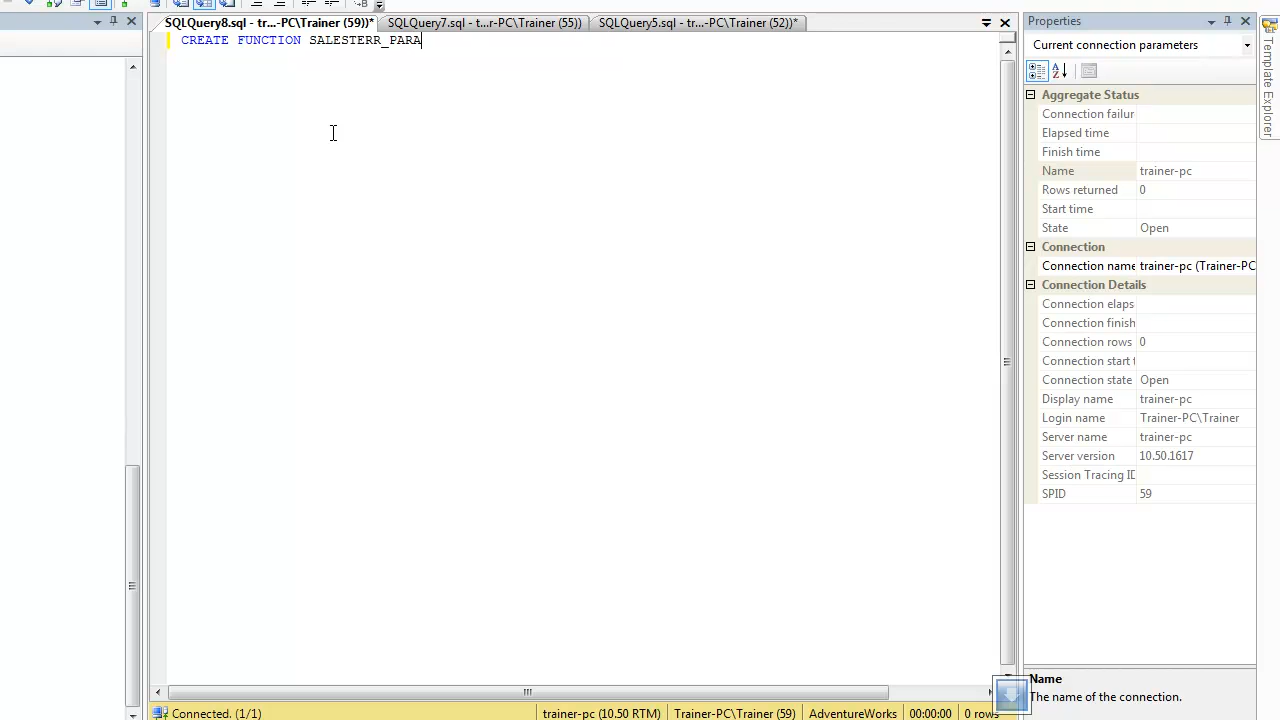 SQLQuery8.sql - tr...-PC\Trainer (59))*
SQLQuery7.sql - t...r-PC\Trainer (55))
SQLQuery5.sql - tr...-PC\Trainer (52))*
CREATE FUNCTION SALESTERR_PARA
Properties
Current connection parameters
Aggregate Status
Connection failur
Elapsed time
Finish time
Name trainer-pc
Rows returned 0
Start time
State Open
Connection
Connection name trainer-pc (Trainer-PC
Connection Details
Connection elaps
Connection finish
Connection rows 0
Connection start t
Connection state Open
Display name trainer-pc
Login name Trainer-PC\Trainer
Server name trainer-pc
Server version 10.50.1617
Session Tracing ID
SPID 59
Name
The name of the connection.
Template Explorer
Connected. (1/1)
trainer-pc (10.50 RTM)
Trainer-PC\Trainer (59)
AdventureWorks
00:00:00
0 rows